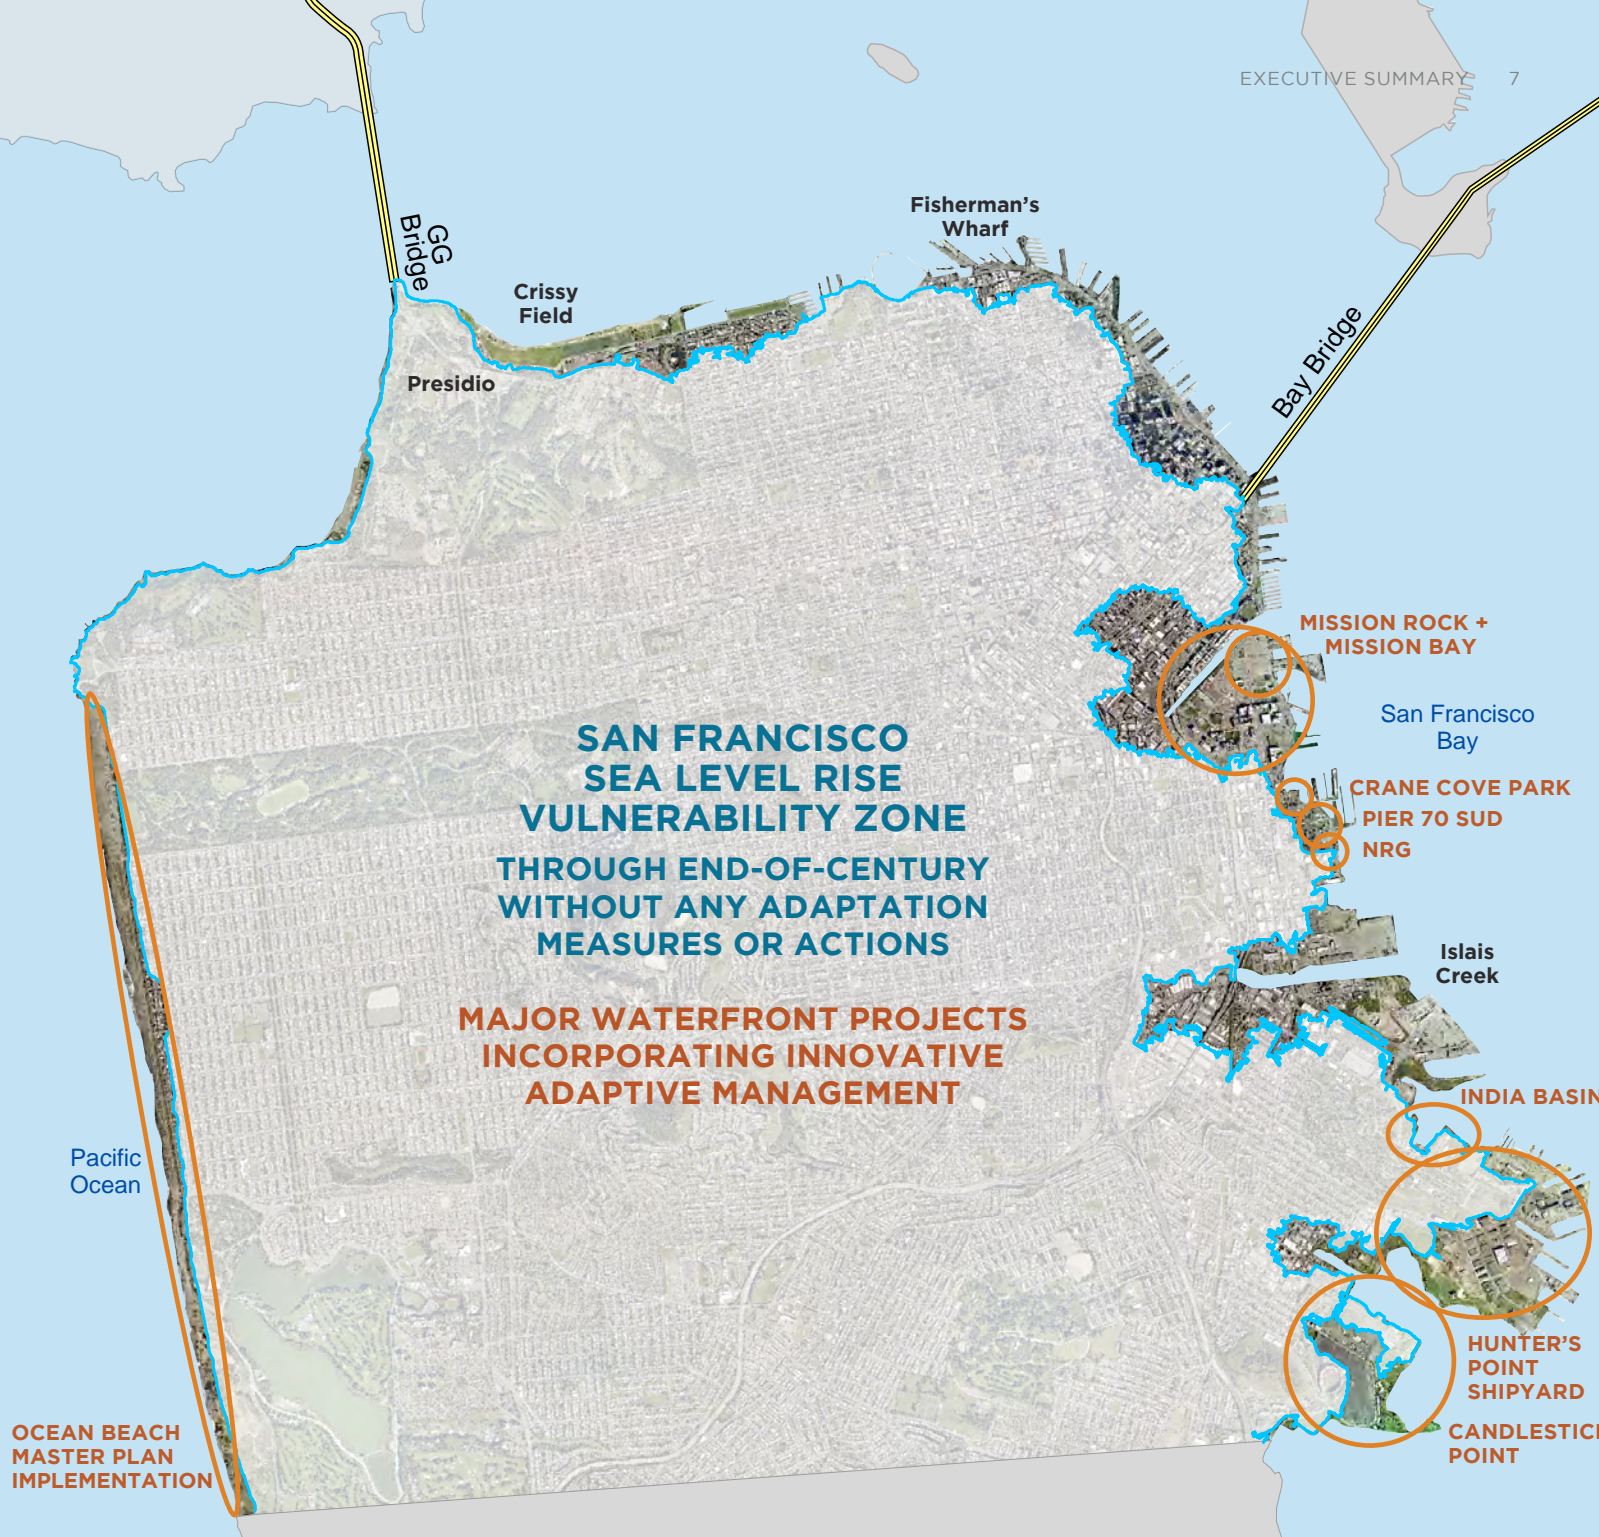 EXECUTIVE SUMMARY 7
GG
Bridge
Fisherman's
Wharf
Crissy
Field
Presidio
Bay Bridge
MISSION ROCK +
MISSION BAY
San Francisco
Bay
SAN FRANCISCO
SEA LEVEL RISE
VULNERABILITY ZONE
THROUGH END-OF-CENTURY
WITHOUT ANY ADAPTATION
MEASURES OR ACTIONS
CRANE COVE PARK
PIER 70 SUD
NRG
Islais
Creek
MAJOR WATERFRONT PROJECTS
INCORPORATING INNOVATIVE
ADAPTIVE MANAGEMENT
INDIA BASIN
Pacific
Ocean
HUNTER'S
POINT
SHIPYARD
CANDLESTICK
POINT
OCEAN BEACH
MASTER PLAN
IMPLEMENTATION